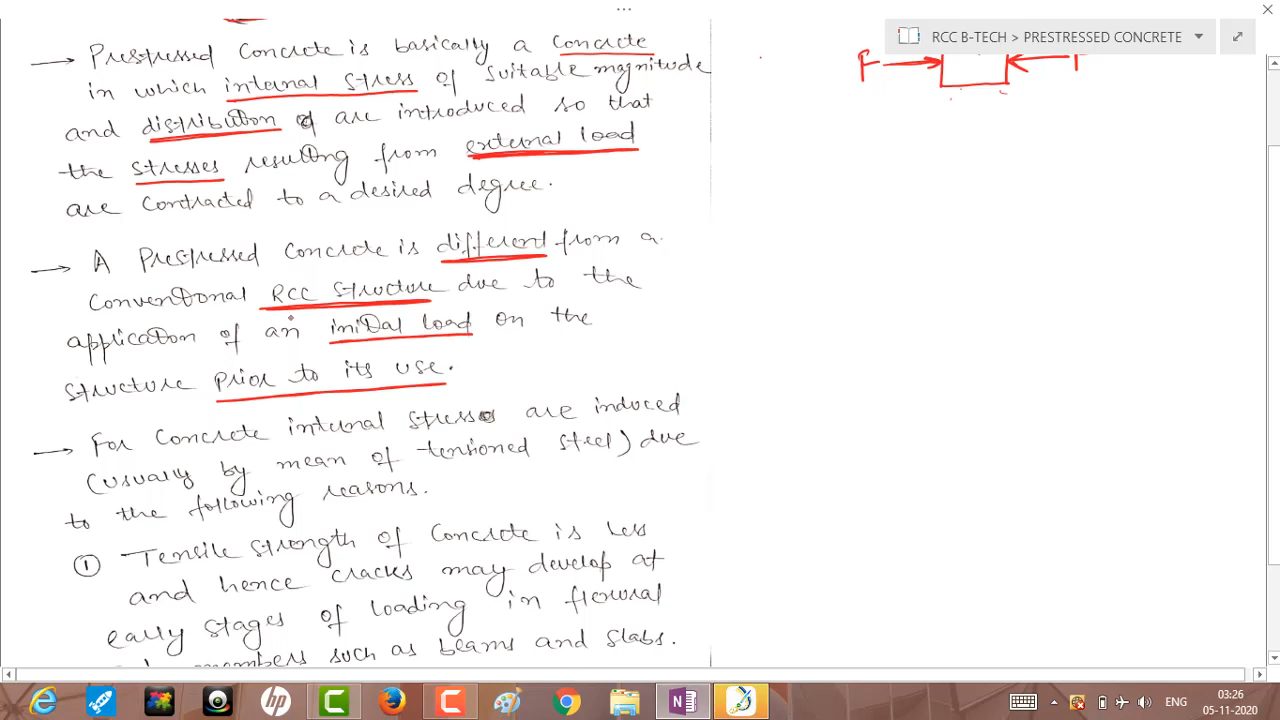 RCC B-TECH > PRESTRESSED CONCRETE
→ Prestressed Concrete is basically a concrete
in which internal stress of suitable magnitude
and distribution are introduced so that
the stresses resulting from external load
are contracted to a desired degree.
→ A Prestressed Concrete is different from a
Conventional RCC structure due to the
application of an initial load on the
structure prior to its use.
→ For Concrete internal stress are induced
(usually by mean of tensioned steel) due
to the following reasons.
① Tensile strength of Concrete is less
and hence cracks may develop at
early stages of loading in flexural
members such as beams and slabs.
F
ENG
03:26
05-11-2020